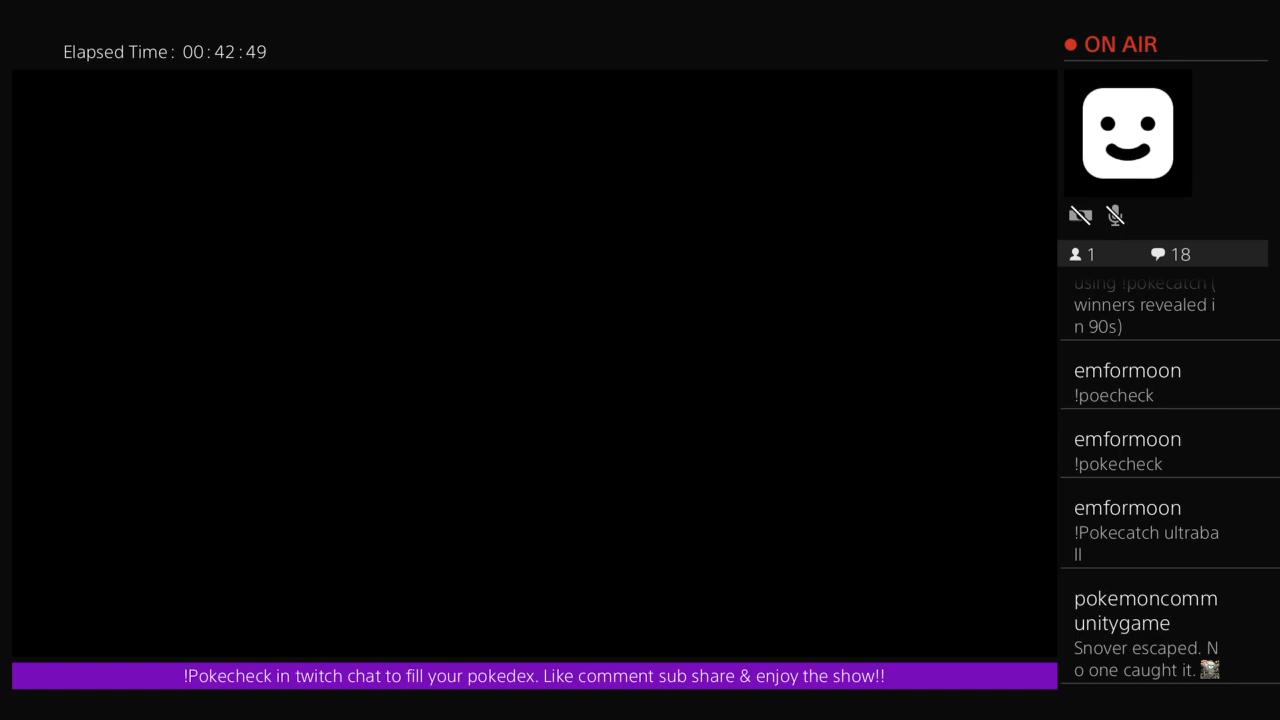 Elapsed Time: 00:42:49
ON AIR
1 18
using !pokecatch (
winners revealed i
n 90s)
emformoon
!poecheck
emformoon
!pokecheck
emformoon
!Pokecatch ultraba
ll
pokemoncomm
unitygame
Snover escaped. N
o one caught it.
!Pokecheck in twitch chat to fill your pokedex. Like comment sub share & enjoy the show!!